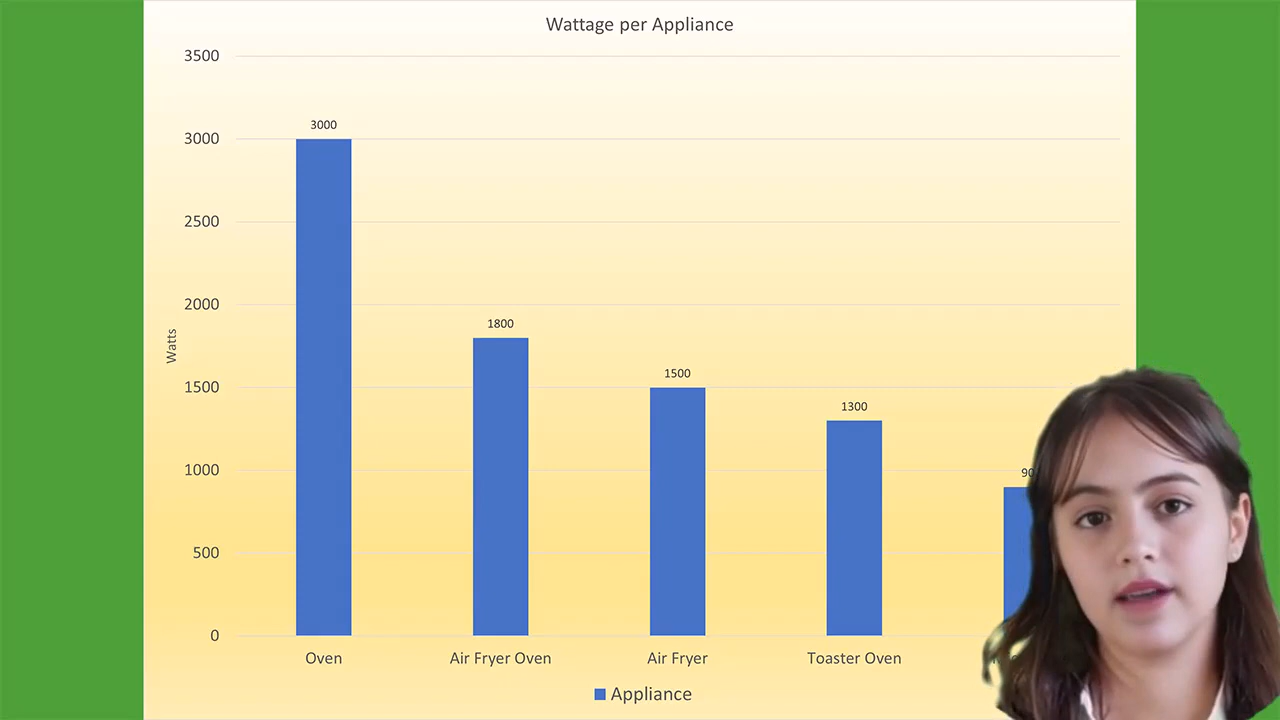 Wattage per Appliance
3500
3000
2500
2000
1500
1000
500
0
Watts
3000
1800
1500
1300
90
Oven
Air Fryer Oven
Air Fryer
Toaster Oven
Appliance